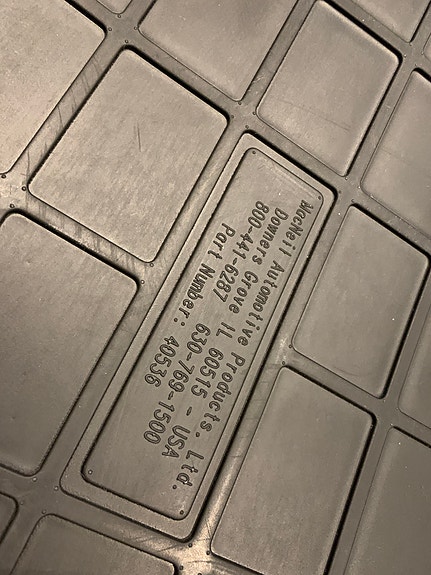 MacNeil Automotive Products. Ltd.
Downers Grove IL 60515 - USA
800-441-6287 630-769-1500
Part Number: 40536